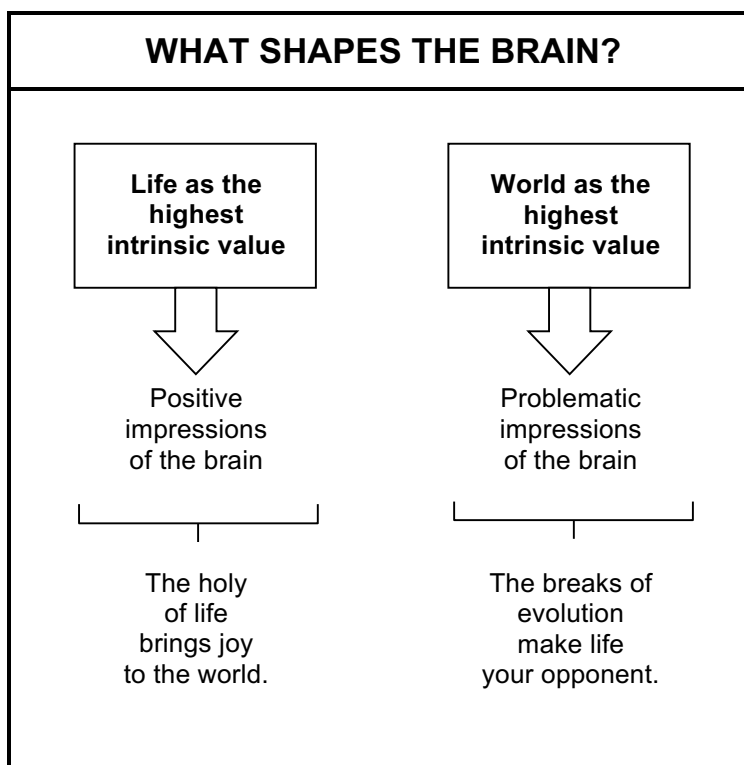 WHAT SHAPES THE BRAIN?
Life as the
highest
intrinsic value
Positive
impressions
of the brain
The holy
of life
brings joy
to the world.
World as the
highest
intrinsic value
Problematic
impressions
of the brain
The breaks of
evolution
make life
your opponent.